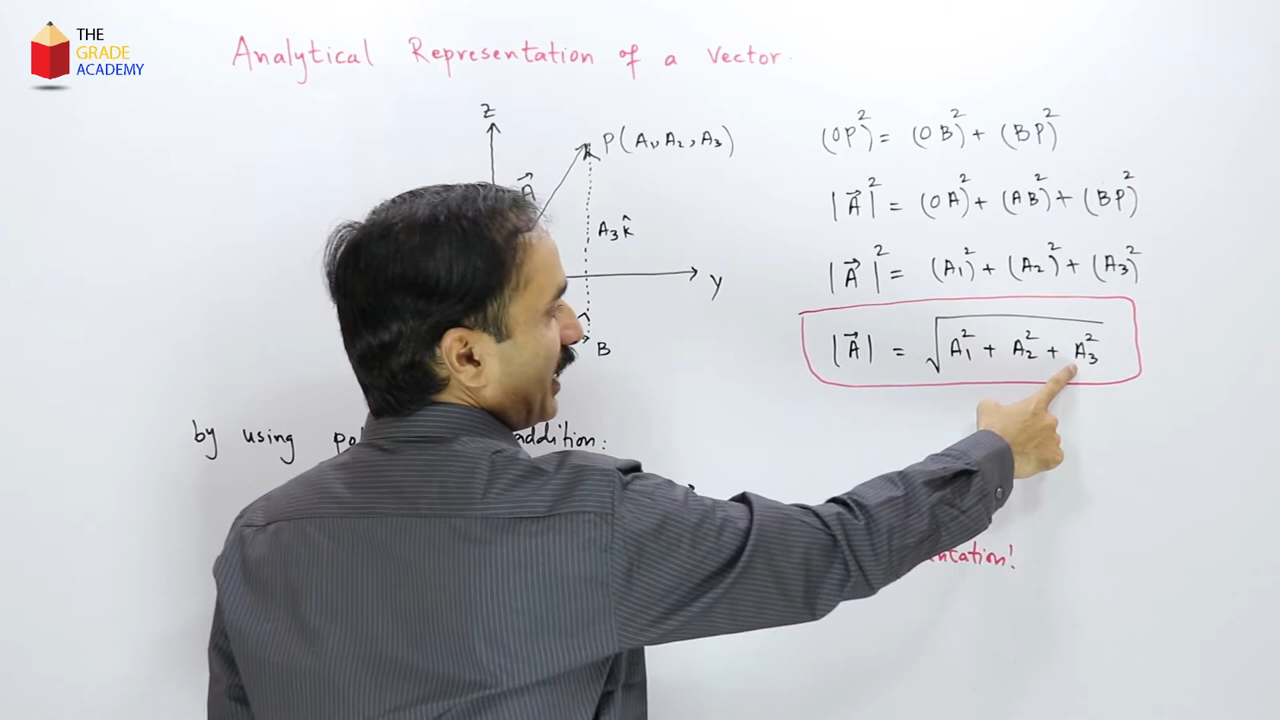 THE
GRADE
ACADEMY
Analytical Representation of a vector.
Z
P(A₁, A₂, A₃)
A⃗
A₃k̂
y
B
(OP)² = (OB)² + (BP)²
|A⃗|² = (OA)² + (AB)² + (BP)²
|A⃗|² = (A₁)² + (A₂)² + (A₃)²
|A⃗| = √A₁² + A₂² + A₃²
by using addition: